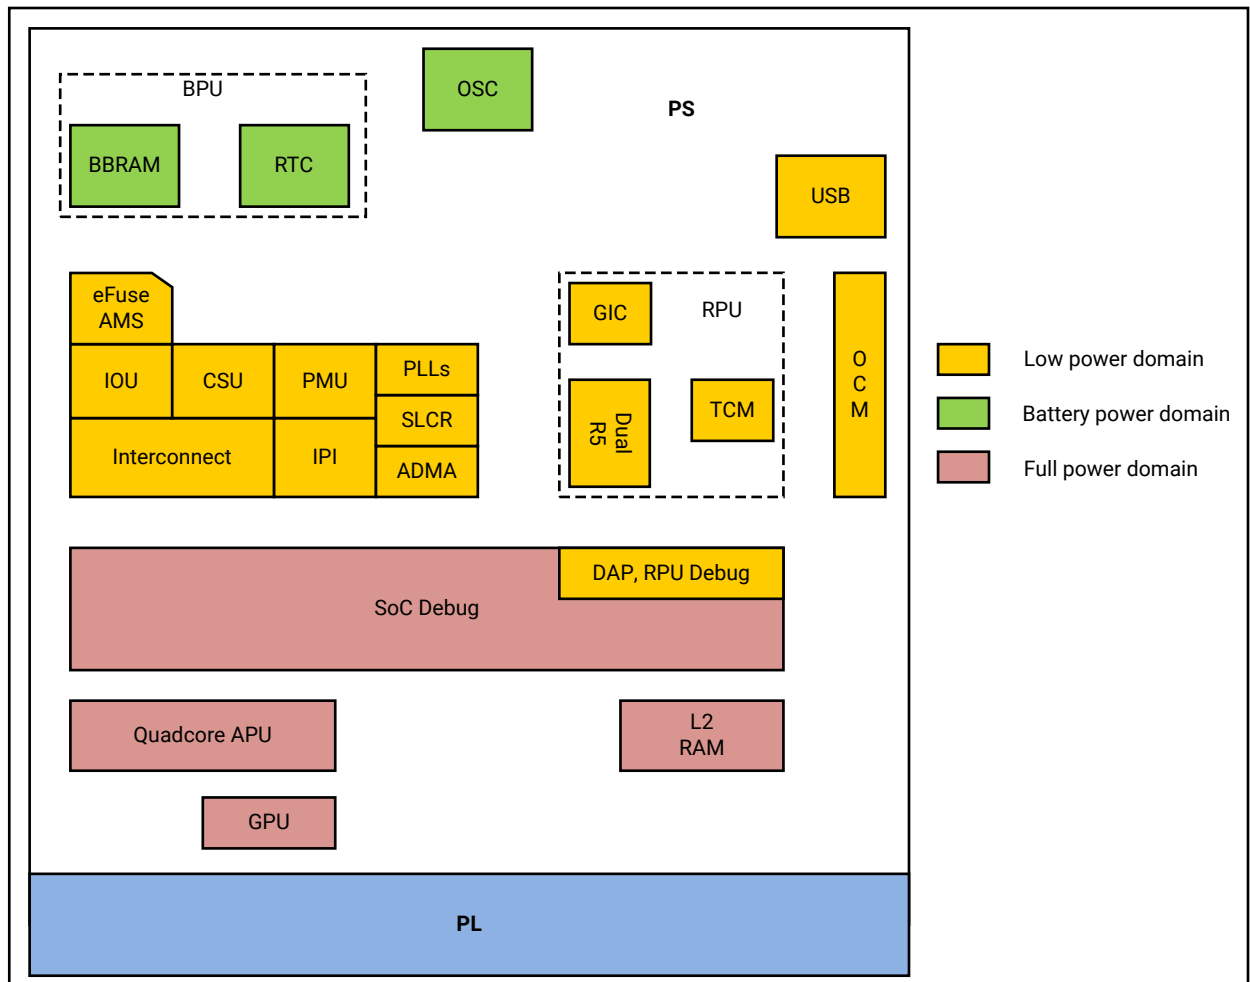 BPU
OSC
PS
BBRAM
RTC
USB
eFuse
AMS
GIC
RPU
IOU
CSU
PMU
PLLs
SLCR
Interconnect
IPI
ADMA
Dual
R5
TCM
O
C
M
Low power domain
Battery power domain
Full power domain
DAP, RPU Debug
SoC Debug
Quadcore APU
L2
RAM
GPU
PL